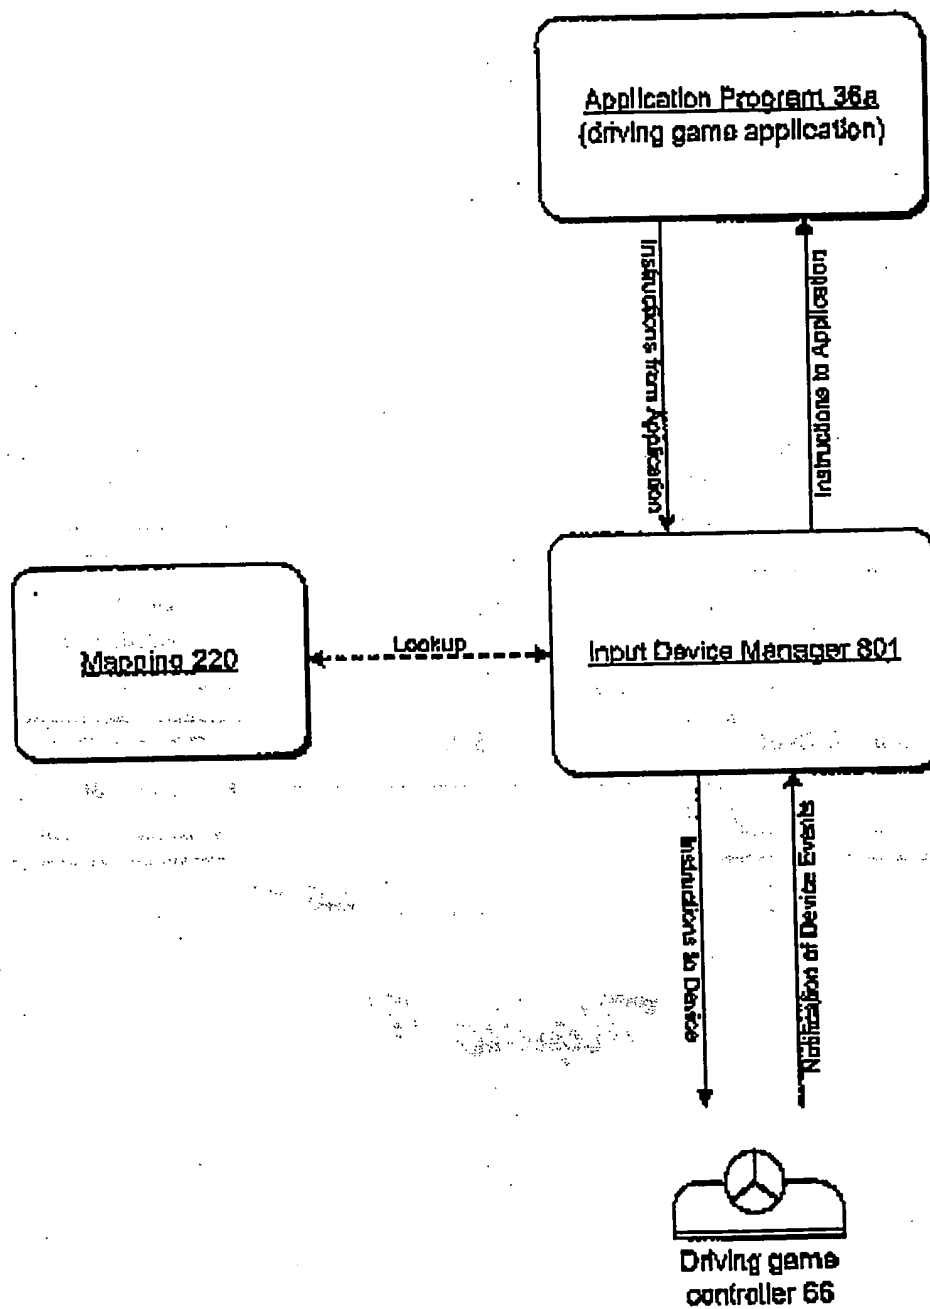 Application Program 36a
(driving game application)
Instructions from Application
Instructions to Application
Mapping 220
Lookup
Input Device Manager 801
Instructions to Device
Notification of Device Events
Driving game
controller 66